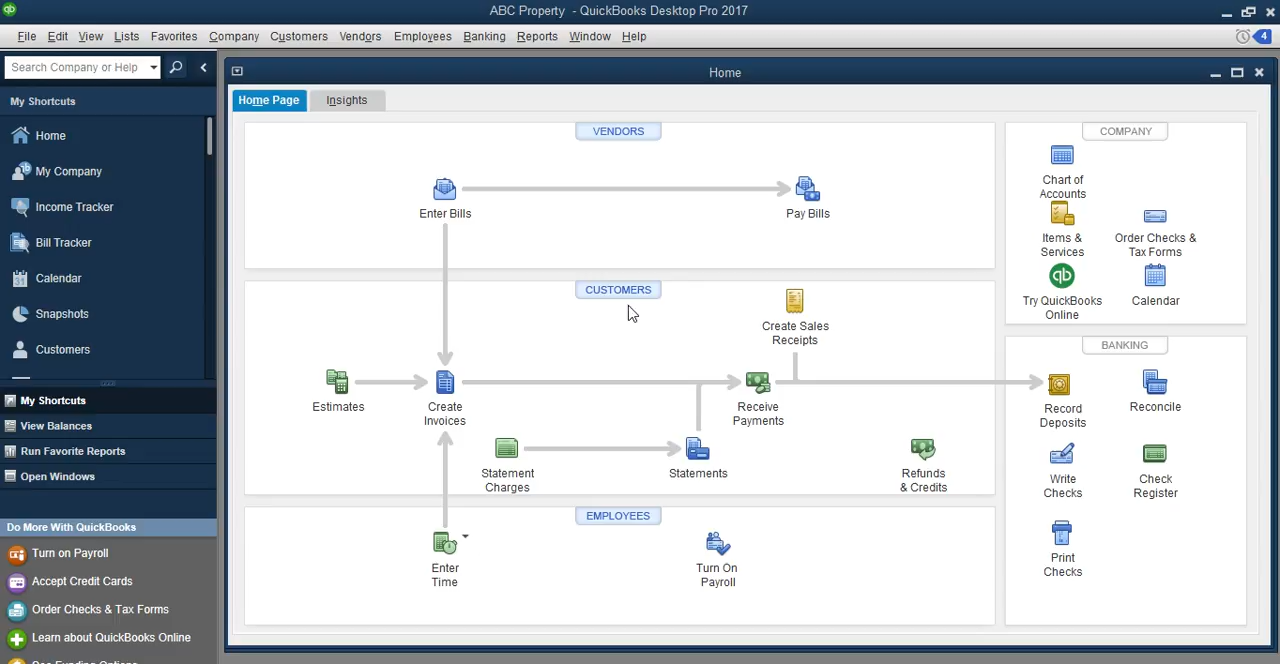 ABC Property - QuickBooks Desktop Pro 2017
File Edit View Lists Favorites Company Customers Vendors Employees Banking Reports Window Help
4
Search Company or Help
My Shortcuts
Home
My Company
Income Tracker
Bill Tracker
Calendar
Snapshots
Customers
My Shortcuts
View Balances
Run Favorite Reports
Open Windows
Do More With QuickBooks
Turn on Payroll
Accept Credit Cards
Order Checks & Tax Forms
Learn about QuickBooks Online
See Funding Options
Home
Home Page
Insights
VENDORS
Enter Bills
Pay Bills
CUSTOMERS
Create Sales
Receipts
Estimates
Create
Invoices
Receive
Payments
Statement
Charges
Statements
Refunds
& Credits
EMPLOYEES
Enter
Time
Turn On
Payroll
COMPANY
Chart of
Accounts
Items &
Services
Order Checks &
Tax Forms
qb
Try QuickBooks
Online
Calendar
BANKING
Record
Deposits
Reconcile
Write
Checks
Check
Register
Print
Checks